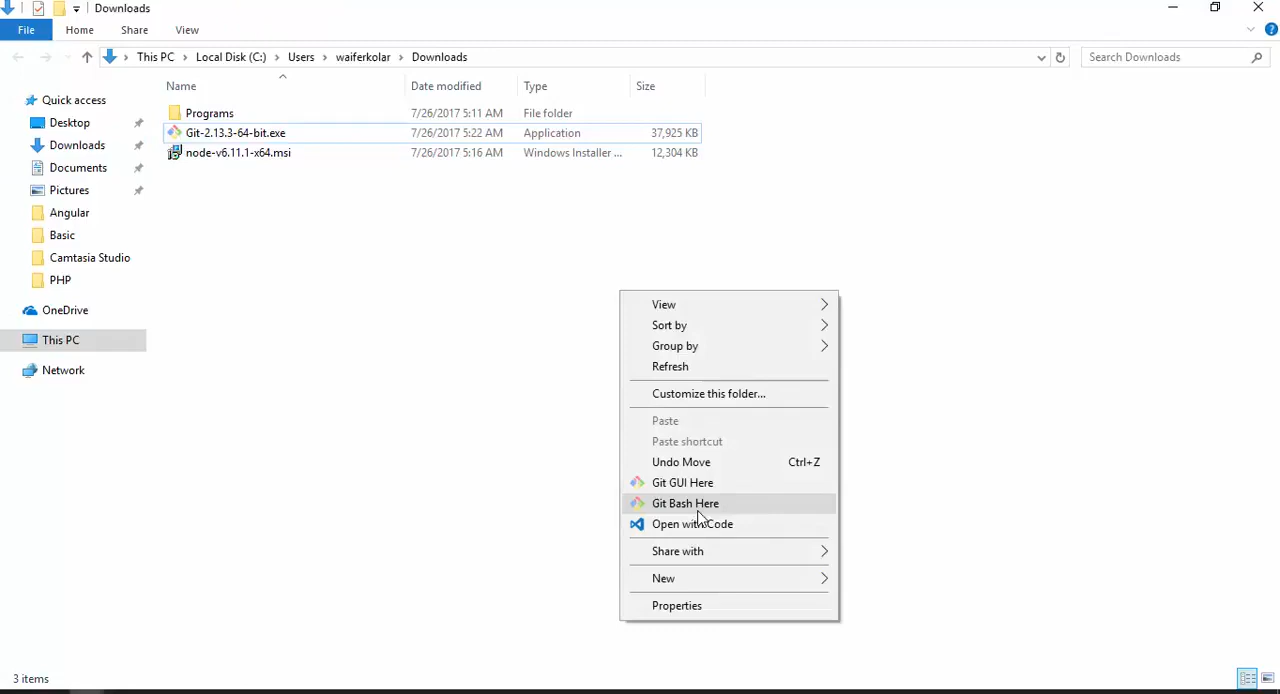 Downloads
File Home Share View
This PC Local Disk (C:) Users waiferkolar Downloads Search Downloads
Name Date modified Type Size
Quick access
Desktop
Downloads
Documents
Pictures
Angular
Basic
Camtasia Studio
PHP
OneDrive
This PC
Network
Programs 7/26/2017 5:11 AM File folder
Git-2.13.3-64-bit.exe 7/26/2017 5:22 AM Application 37,925 KB
node-v6.11.1-x64.msi 7/26/2017 5:16 AM Windows Installer ... 12,304 KB
View
Sort by
Group by
Refresh
Customize this folder...
Paste
Paste shortcut
Undo Move Ctrl+Z
Git GUI Here
Git Bash Here
Open with Code
Share with
New
Properties
3 items